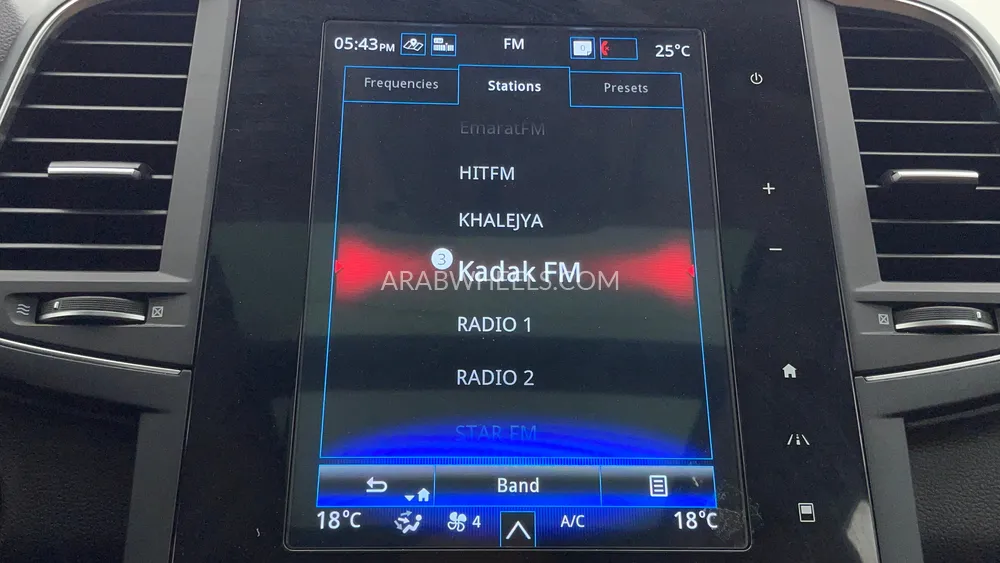 05:43PM
FM
0
25°C
Frequencies
Stations
Presets
EmaratFM
HITFM
KHALEJYA
3 Kadak FM
ARABWHEELS.COM
RADIO 1
RADIO 2
STAR FM
Band
18°C
4
A/C
18°C